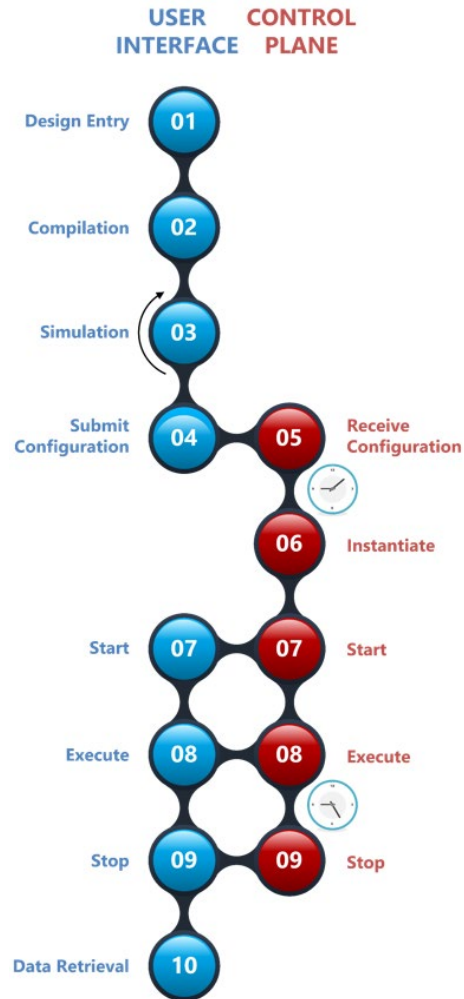 USER CONTROL
INTERFACE PLANE
Design Entry 01
Compilation 02
Simulation 03
Submit
Configuration 04 05 Receive
Configuration
06 Instantiate
Start 07 07 Start
Execute 08 08 Execute
Stop 09 09 Stop
Data Retrieval 10